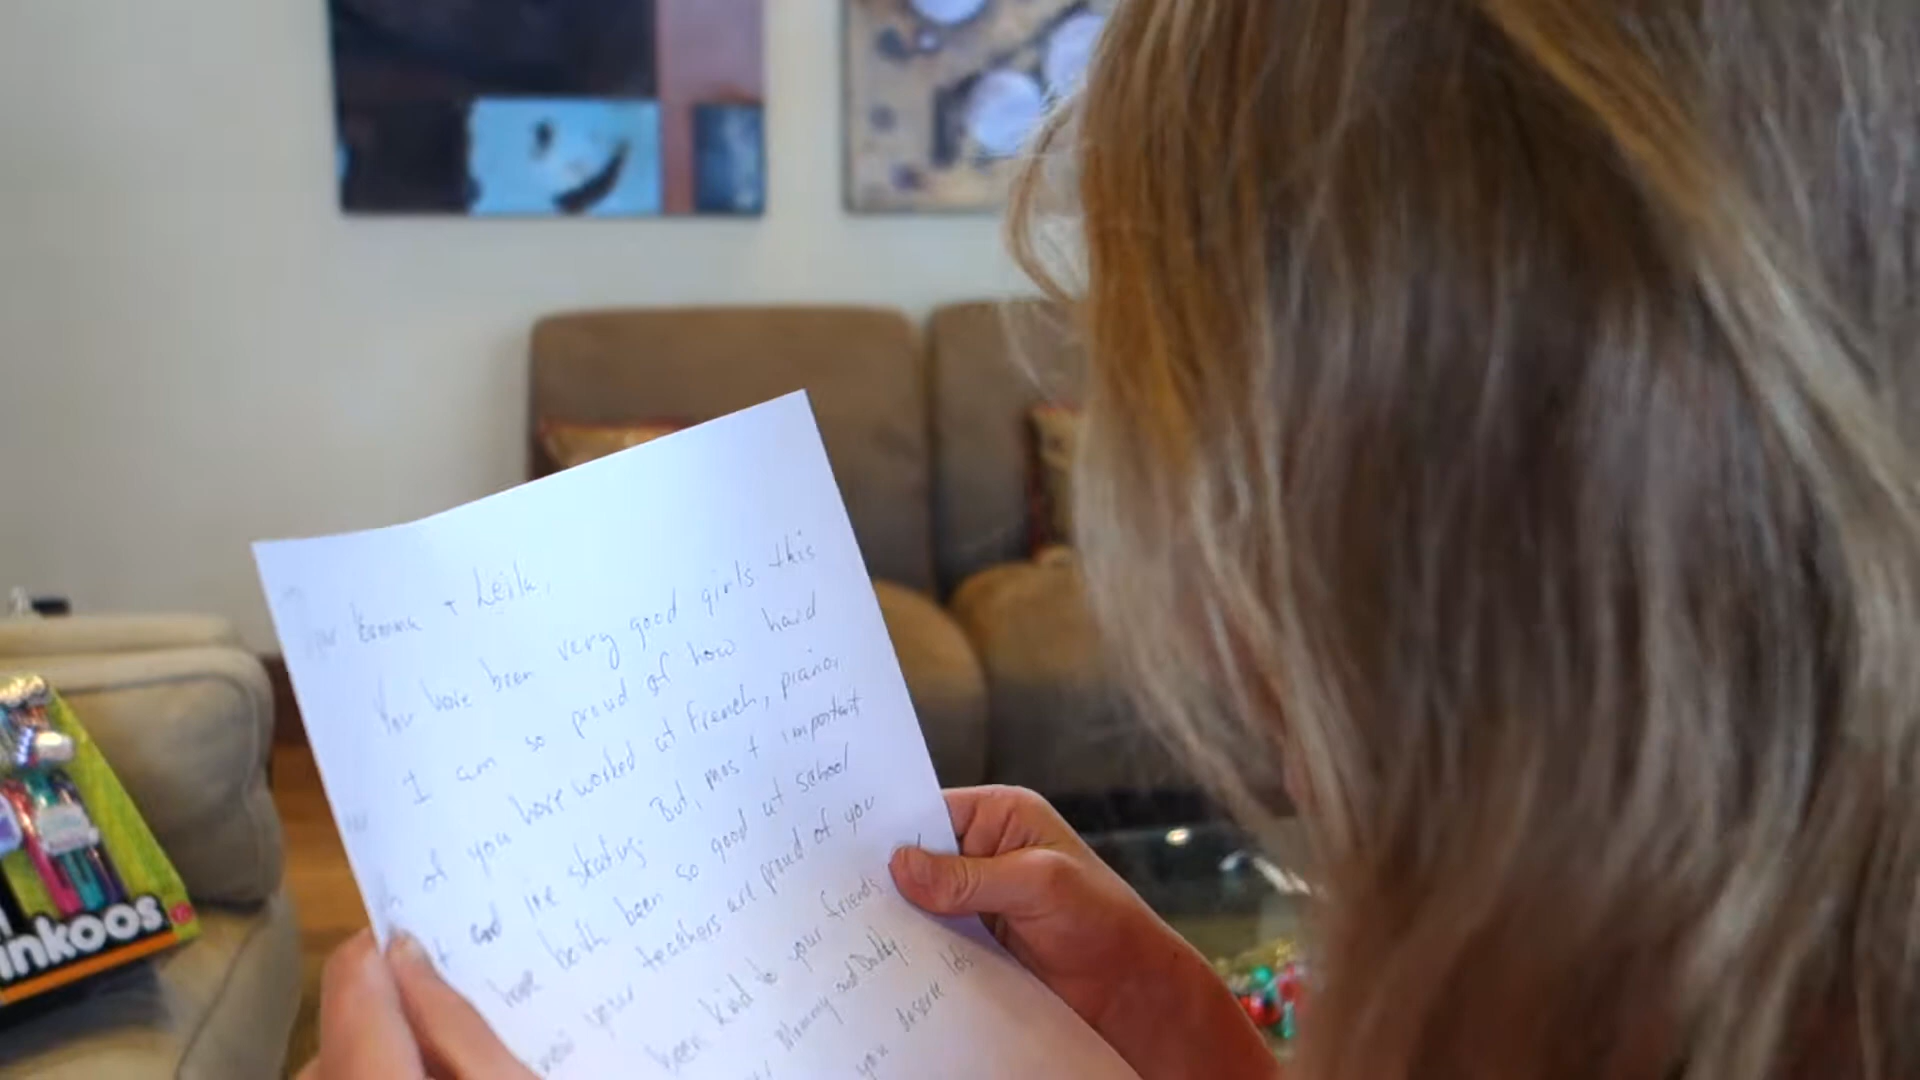 Emma + Leila,
You have been very good girls this
I am so proud of how hard
of you have worked at French, piano,
and ice skating. But, most important
have both been so good at school
your teachers are proud of you
been kind to your friends
Mommy and Daddy.
you deserve lots
inkoos